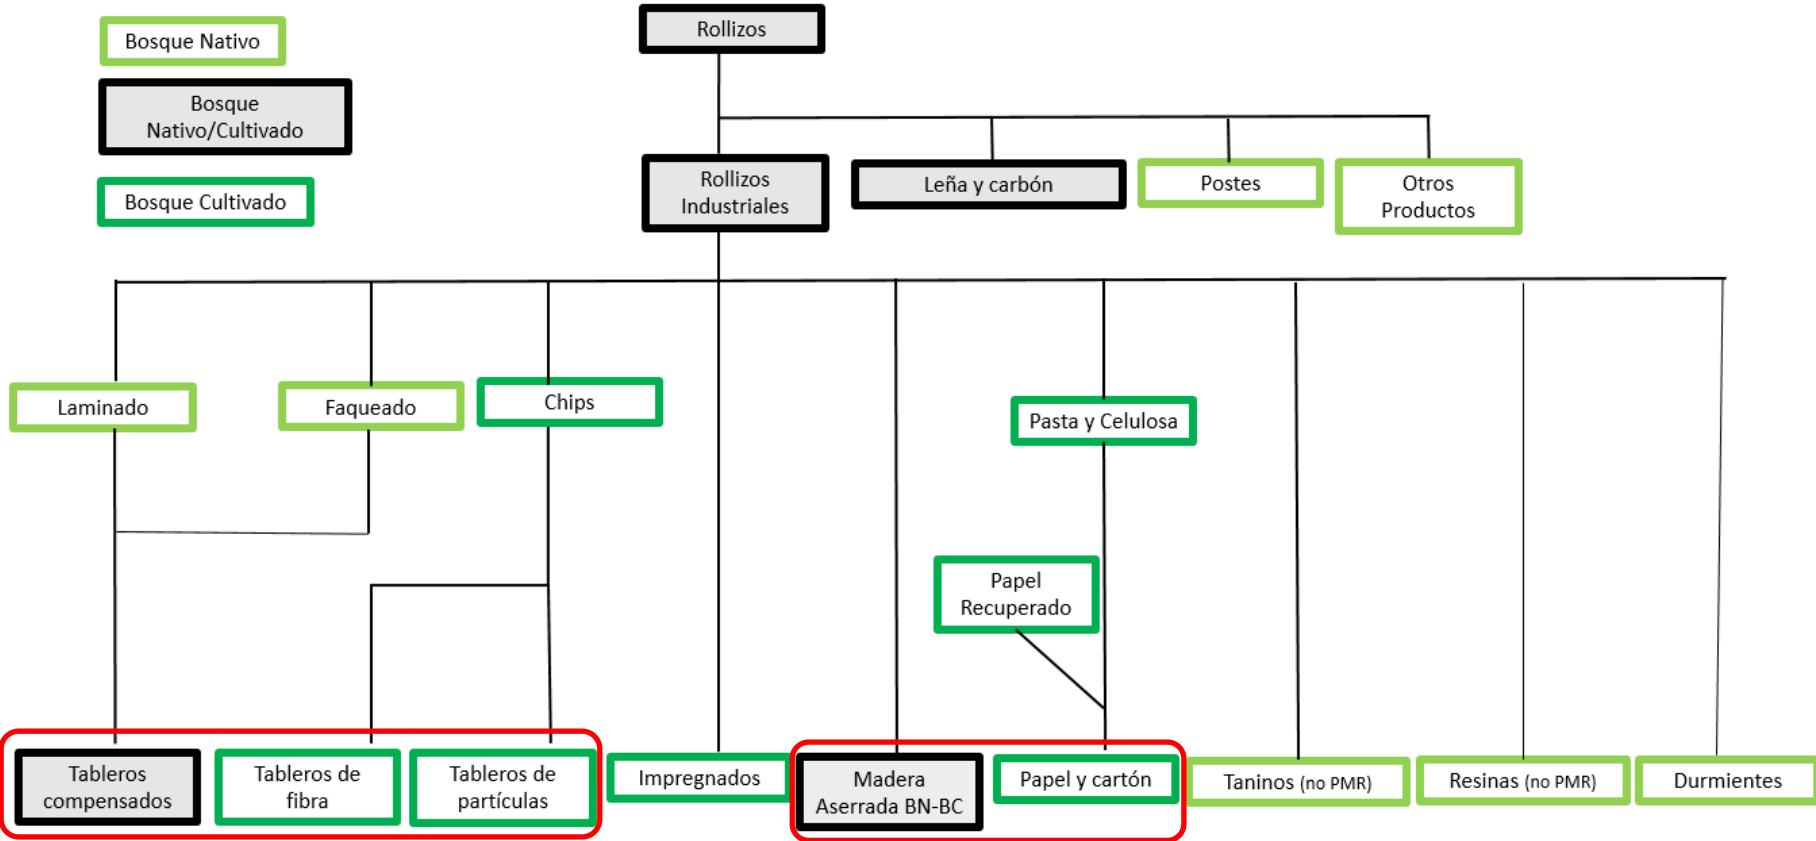 Bosque Nativo
Bosque
Nativo/Cultivado
Bosque Cultivado
Rollizos
Rollizos
Industriales
Leña y carbón
Postes
Otros
Productos
Laminado
Faqueado
Chips
Pasta y Celulosa
Papel
Recuperado
Tableros
compensados
Tableros de
fibra
Tableros de
partículas
Impregnados
Madera
Aserrada BN-BC
Papel y cartón
Taninos (no PMR)
Resinas (no PMR)
Durmientes